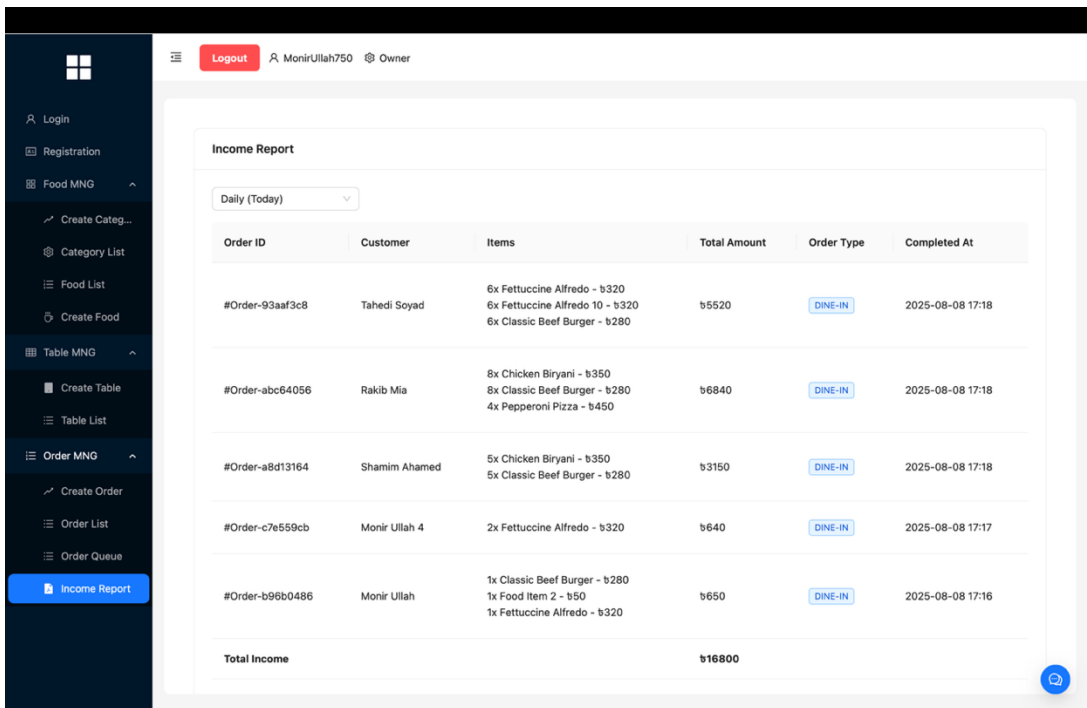 Logout MonirUllah750 Owner
Login
Registration
Food MNG
Create Categ...
Category List
Food List
Create Food
Table MNG
Create Table
Table List
Order MNG
Create Order
Order List
Order Queue
Income Report
Income Report
Daily (Today)
Order ID Customer Items Total Amount Order Type Completed At
#Order-93aaf3c8 Tahedi Soyad
6x Fettuccine Alfredo - ৳320
6x Fettuccine Alfredo 10 - ৳320
6x Classic Beef Burger - ৳280
৳5520 DINE-IN 2025-08-08 17:18
#Order-abc64056 Rakib Mia
8x Chicken Biryani - ৳350
8x Classic Beef Burger - ৳280
4x Pepperoni Pizza - ৳450
৳6840 DINE-IN 2025-08-08 17:18
#Order-a8d13164 Shamim Ahamed
5x Chicken Biryani - ৳350
5x Classic Beef Burger - ৳280
৳3150 DINE-IN 2025-08-08 17:18
#Order-c7e559cb Monir Ullah 4 2x Fettuccine Alfredo - ৳320 ৳640 DINE-IN 2025-08-08 17:17
#Order-b96b0486 Monir Ullah
1x Classic Beef Burger - ৳280
1x Food Item 2 - ৳50
1x Fettuccine Alfredo - ৳320
৳650 DINE-IN 2025-08-08 17:16
Total Income ৳16800